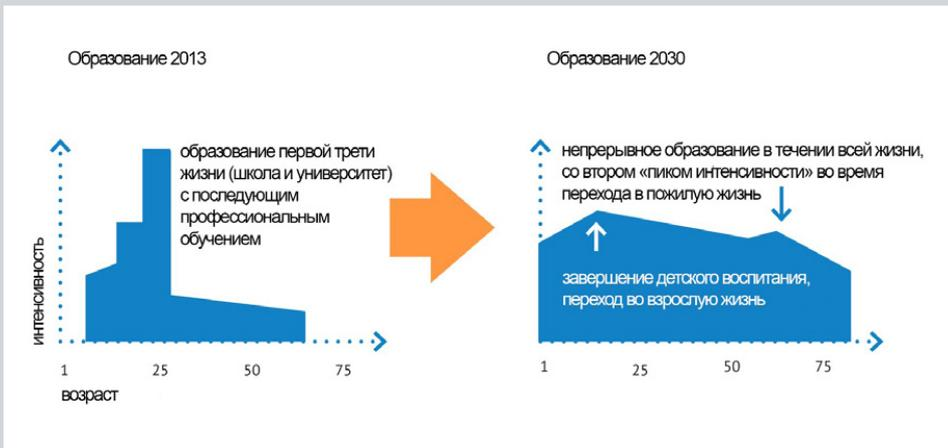 Образование 2013
образование первой трети
жизни (школа и университет)
с последующим
профессиональным
обучением
интенсивность
1 25 50 75
возраст
Образование 2030
непрерывное образование в течении всей жизни,
со вторым «пиком интенсивности» во время
перехода в пожилую жизнь
завершение детского воспитания,
переход во взрослую жизнь
1 25 50 75